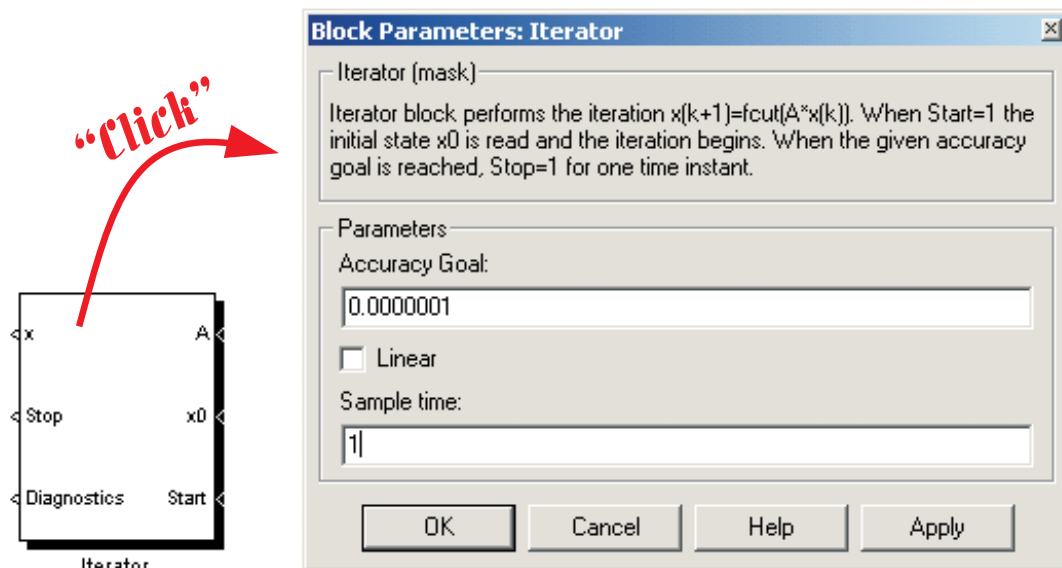 “Click”
x
A
Stop
x0
Diagnostics
Start
Iterator
Block Parameters: Iterator
Iterator (mask)
Iterator block performs the iteration x(k+1)=fcut(A*x(k)). When Start=1 the
initial state x0 is read and the iteration begins. When the given accuracy
goal is reached, Stop=1 for one time instant.
Parameters
Accuracy Goal:
0.0000001
Linear
Sample time:
1
OK
Cancel
Help
Apply